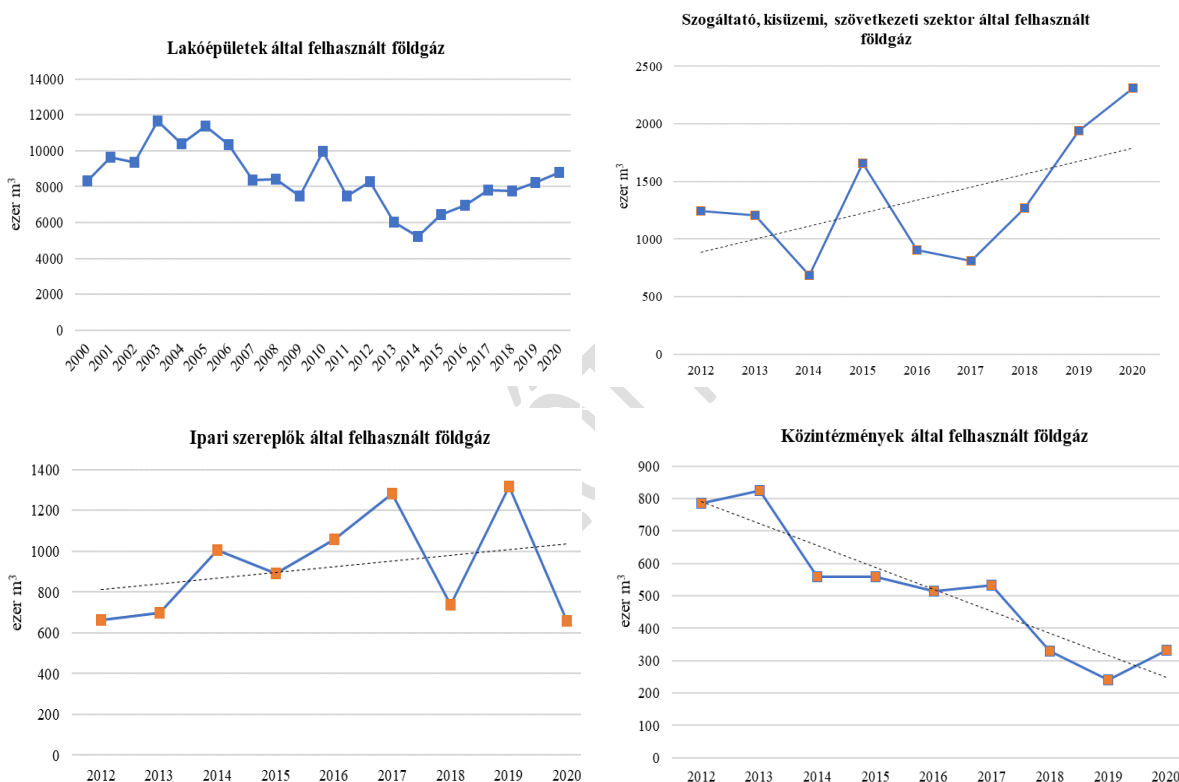 Lakóépületek által felhasznált földgáz
14000
12000
10000
8000
6000
4000
2000
0
ezer m³
2000 2001 2002 2003 2004 2005 2006 2007 2008 2009 2010 2011 2012 2013 2014 2015 2016 2017 2018 2019 2020
Szogáltató, kisüzemi, szövetkezeti szektor által felhasznált
földgáz
2500
2000
1500
1000
500
0
ezer m³
2012 2013 2014 2015 2016 2017 2018 2019 2020
Ipari szereplők által felhasznált földgáz
1400
1200
1000
800
600
400
200
0
ezer m³
2012 2013 2014 2015 2016 2017 2018 2019 2020
Közintézmények által felhasznált földgáz
900
800
700
600
500
400
300
200
100
0
ezer m³
2012 2013 2014 2015 2016 2017 2018 2019 2020